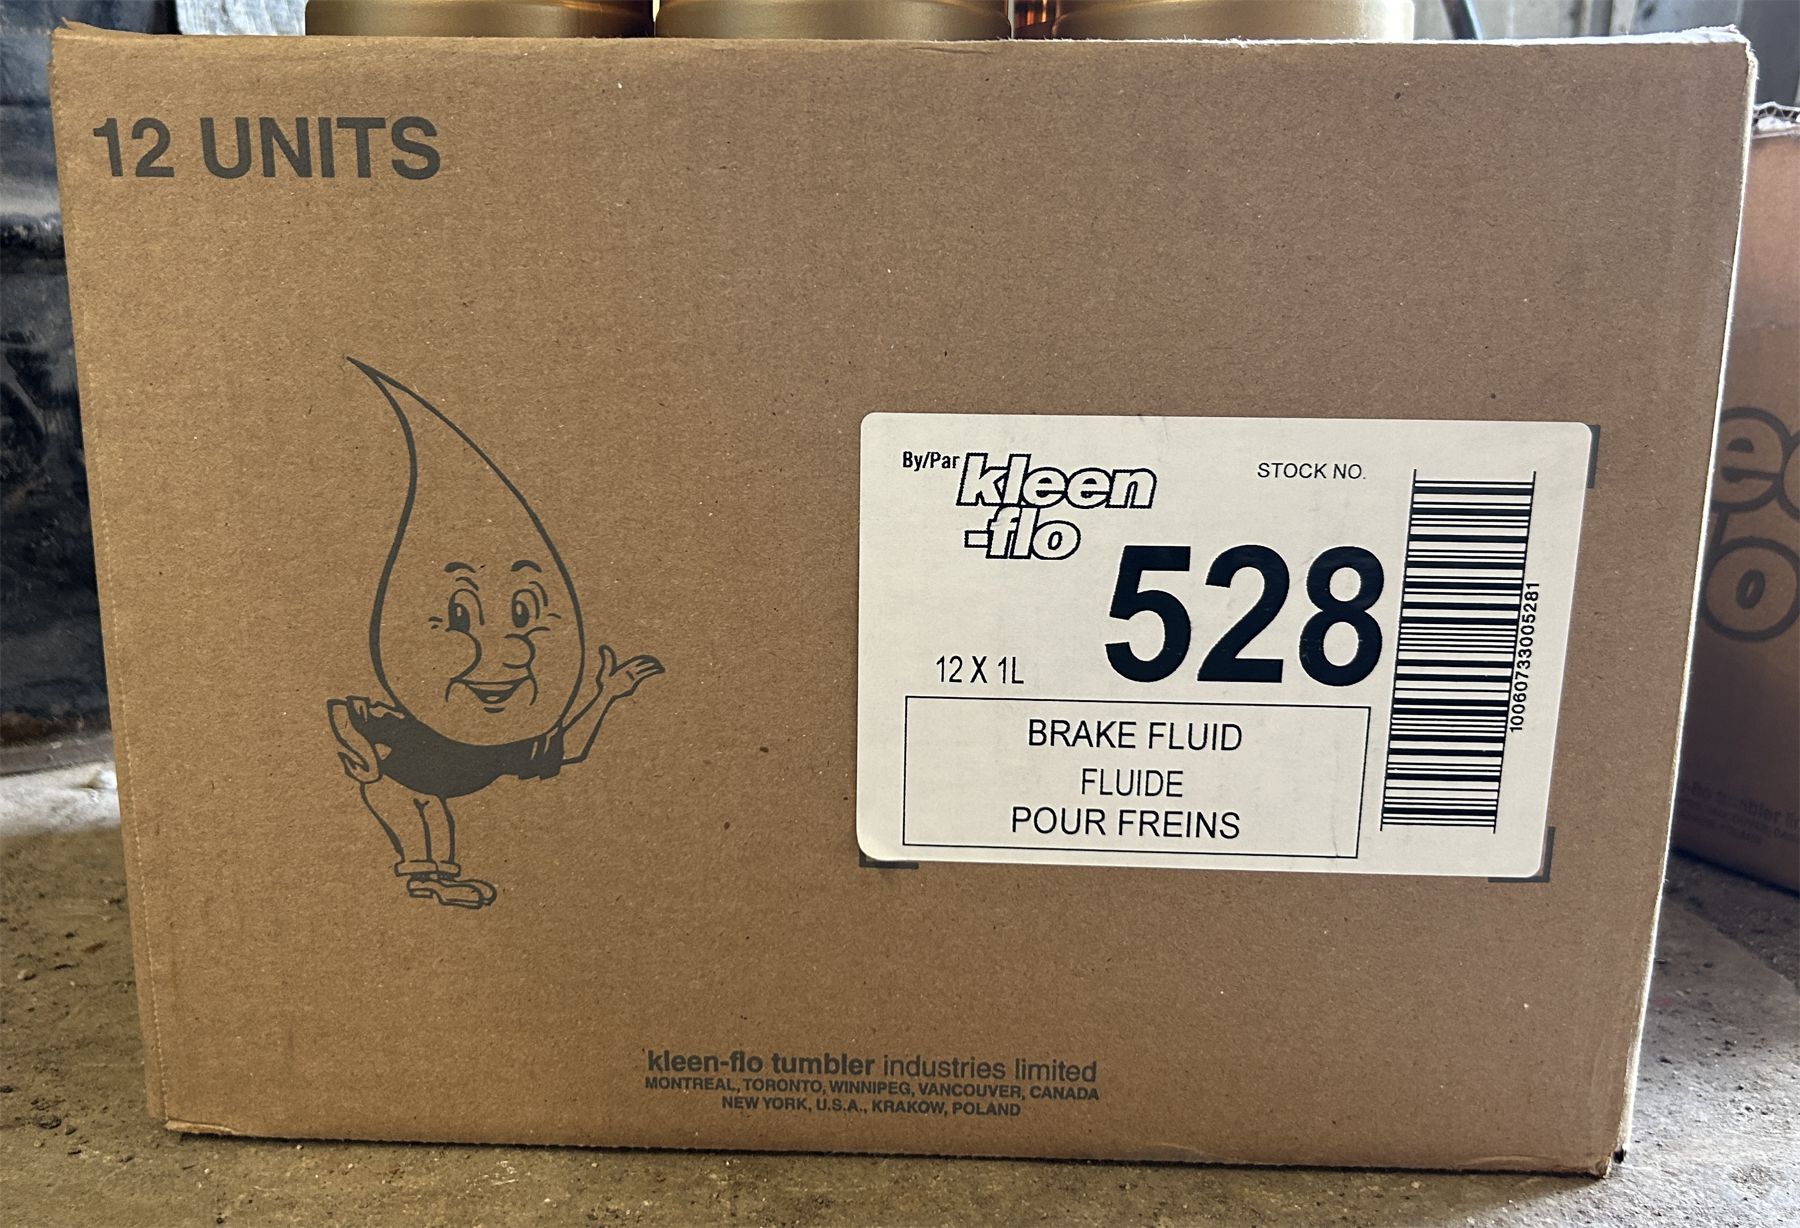 12 UNITS
By/Par kleen
-flo
STOCK NO.
528
12 X 1L
BRAKE FLUID
FLUIDE
POUR FREINS
10060733005281
kleen-flo tumbler industries limited
MONTREAL, TORONTO, WINNIPEG, VANCOUVER, CANADA
NEW YORK, U.S.A., KRAKÓW, POLAND